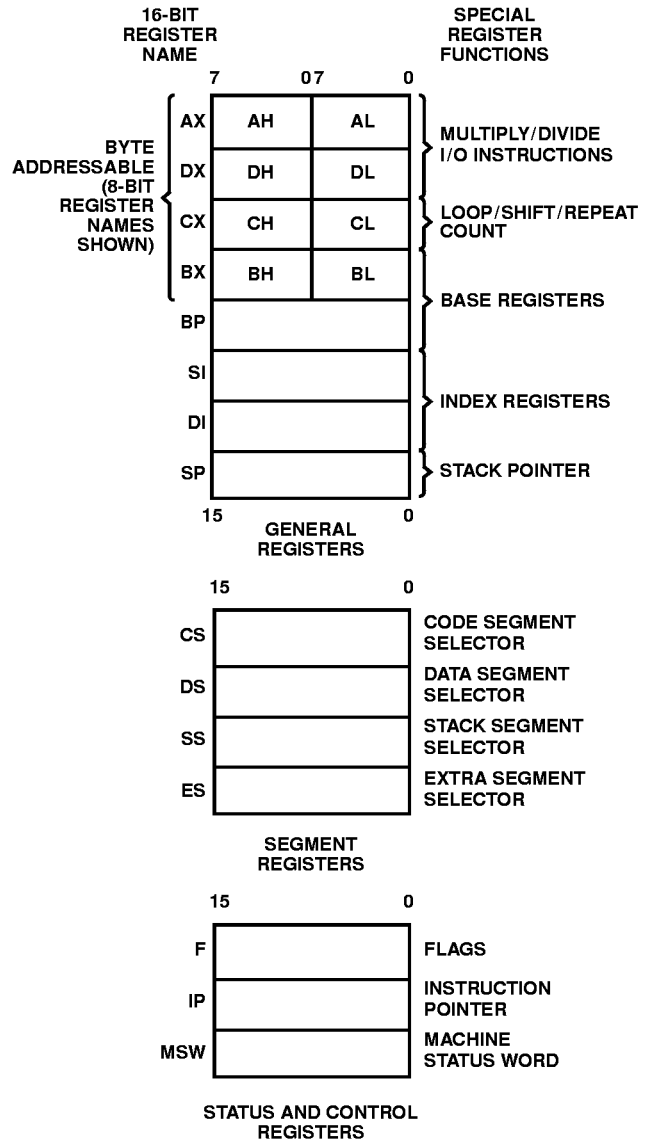 16-BIT
REGISTER
NAME
SPECIAL
REGISTER
FUNCTIONS
7 0 7 0
BYTE
ADDRESSABLE
(8-BIT
REGISTER
NAMES
SHOWN)
AX AH AL
DX DH DL
CX CH CL
BX BH BL
BP
SI
DI
SP
MULTIPLY/DIVIDE
I/O INSTRUCTIONS
LOOP/SHIFT/REPEAT
COUNT
BASE REGISTERS
INDEX REGISTERS
STACK POINTER
15 0
GENERAL
REGISTERS
15 0
CS
CODE SEGMENT
SELECTOR
DS
DATA SEGMENT
SELECTOR
SS
STACK SEGMENT
SELECTOR
ES
EXTRA SEGMENT
SELECTOR
SEGMENT
REGISTERS
15 0
F FLAGS
IP
INSTRUCTION
POINTER
MSW
MACHINE
STATUS WORD
STATUS AND CONTROL
REGISTERS